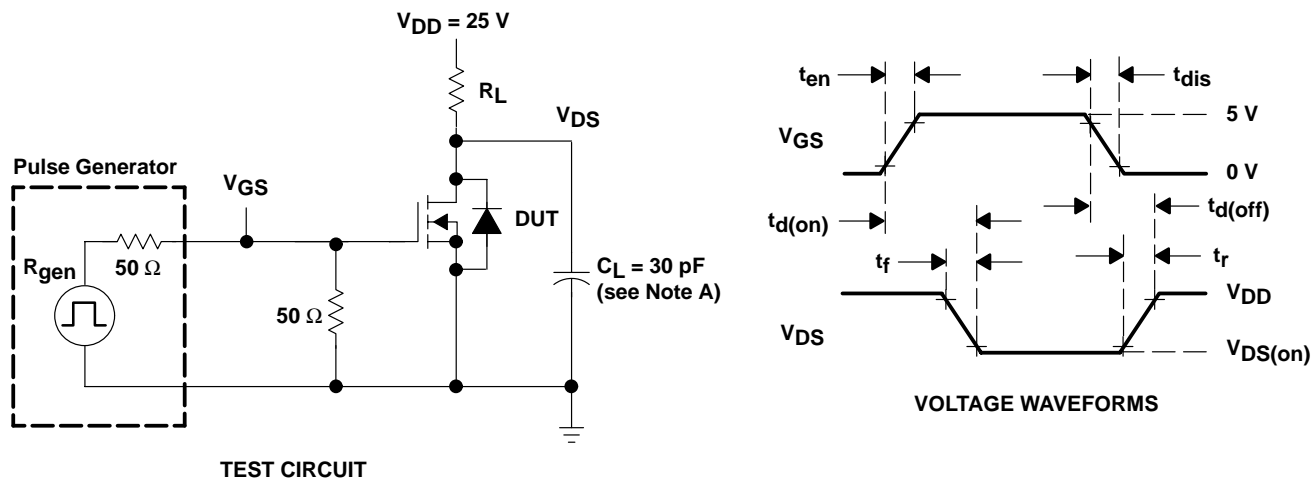 VDD = 25 V
RL
VDS
Pulse Generator
VGS
Rgen
50 Ω
50 Ω
DUT
CL = 30 pF
(see Note A)
TEST CIRCUIT
ten
tdis
VGS
5 V
0 V
td(on)
td(off)
tf
tr
VDS
VDD
VDS(on)
VOLTAGE WAVEFORMS